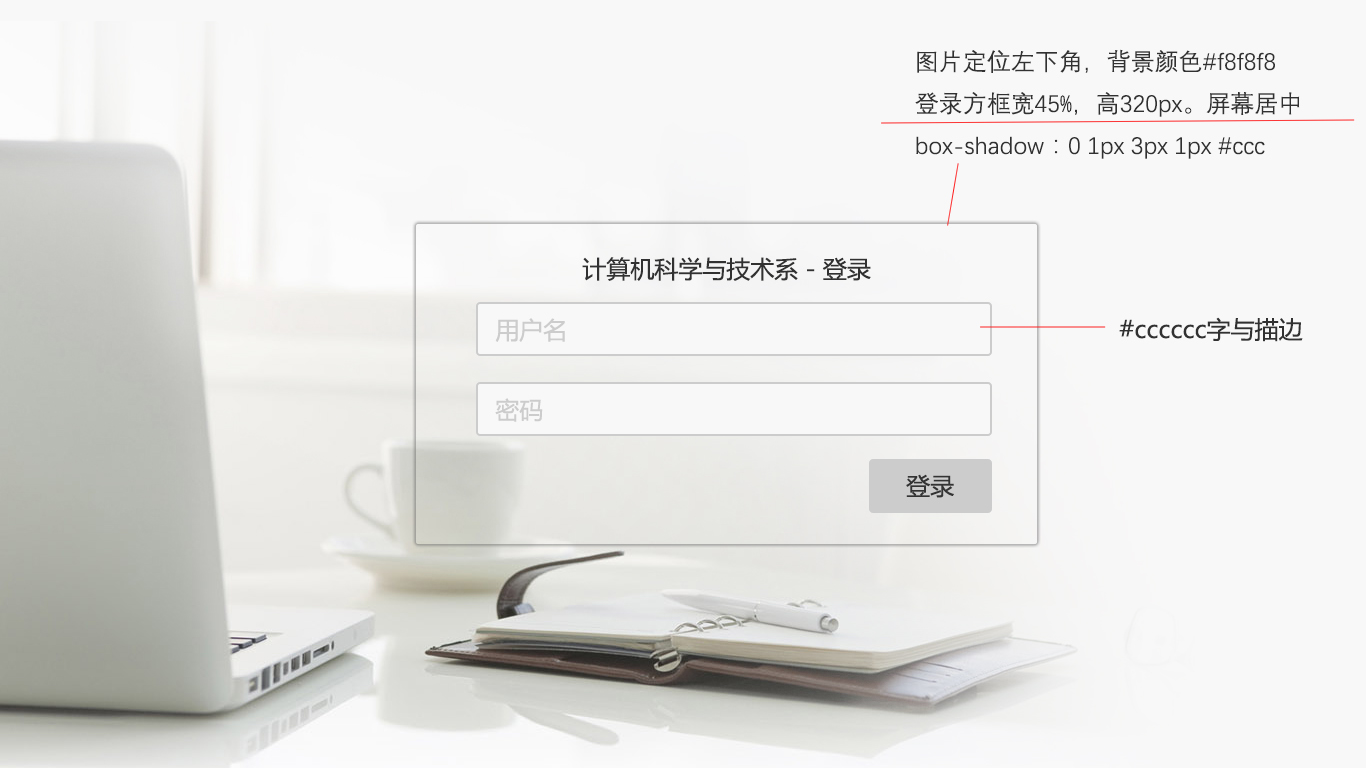 图片定位左下角，背景颜色#f8f8f8
登录方框宽45%，高320px。屏幕居中
box-shadow：0 1px 3px 1px #ccc
计算机科学与技术系 - 登录
用户名
#cccccc字与描边
密码
登录